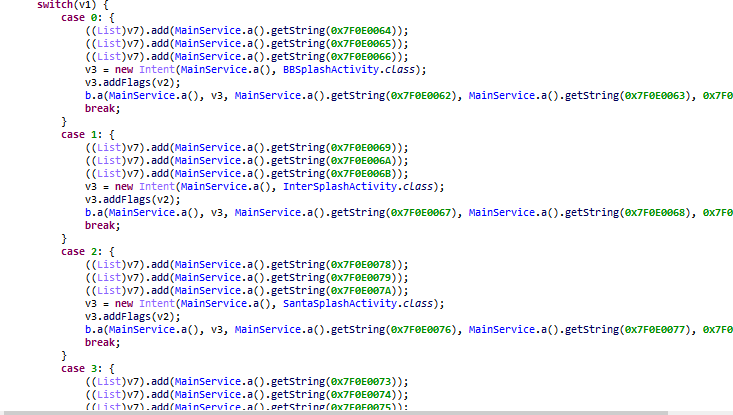 switch(v1) {
case 0: {
((List)v7).add(MainService.a().getString(0x7F0E0064));
((List)v7).add(MainService.a().getString(0x7F0E0065));
((List)v7).add(MainService.a().getString(0x7F0E0066));
v3 = new Intent(MainService.a(), BBSplashActivity.class);
v3.addFlags(v2);
b.a(MainService.a(), v3, MainService.a().getString(0x7F0E0062), MainService.a().getString(0x7F0E0063), 0x7F0
break;
}
case 1: {
((List)v7).add(MainService.a().getString(0x7F0E0069));
((List)v7).add(MainService.a().getString(0x7F0E006A));
((List)v7).add(MainService.a().getString(0x7F0E006B));
v3 = new Intent(MainService.a(), InterSplashActivity.class);
v3.addFlags(v2);
b.a(MainService.a(), v3, MainService.a().getString(0x7F0E0067), MainService.a().getString(0x7F0E0068), 0x7F0
break;
}
case 2: {
((List)v7).add(MainService.a().getString(0x7F0E0078));
((List)v7).add(MainService.a().getString(0x7F0E0079));
((List)v7).add(MainService.a().getString(0x7F0E007A));
v3 = new Intent(MainService.a(), SantaSplashActivity.class);
v3.addFlags(v2);
b.a(MainService.a(), v3, MainService.a().getString(0x7F0E0076), MainService.a().getString(0x7F0E0077), 0x7F0
break;
}
case 3: {
((List)v7).add(MainService.a().getString(0x7F0E0073));
((List)v7).add(MainService.a().getString(0x7F0E0074));
((List)v7).add(MainService.a().getString(0x7F0E0075));